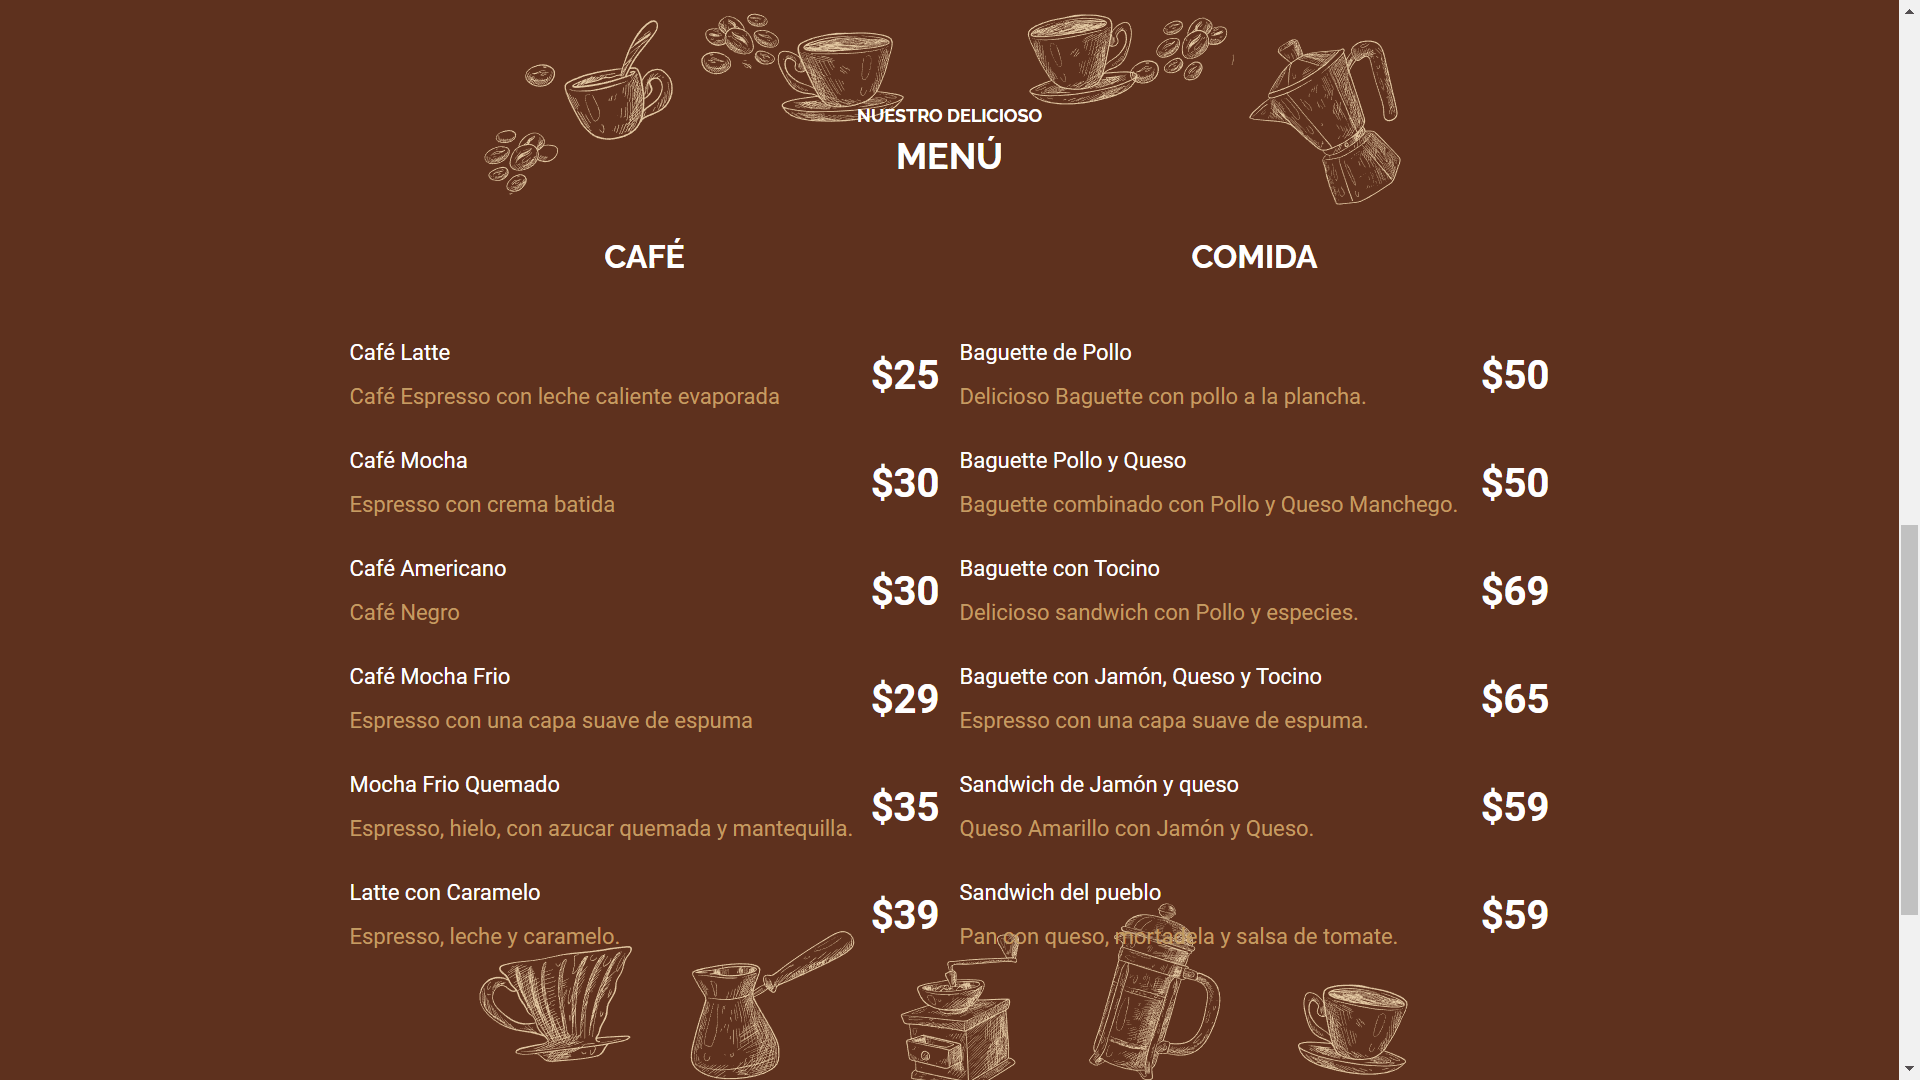 NUESTRO DELICIOSO
MENÚ
CAFÉ
Café Latte
Café Espresso con leche caliente evaporada
$25
Café Mocha
Espresso con crema batida
$30
Café Americano
Café Negro
$30
Café Mocha Frio
Espresso con una capa suave de espuma
$29
Mocha Frio Quemado
Espresso, hielo, con azucar quemada y mantequilla.
$35
Latte con Caramelo
Espresso, leche y caramelo.
$39
COMIDA
Baguette de Pollo
Delicioso Baguette con pollo a la plancha.
$50
Baguette Pollo y Queso
Baguette combinado con Pollo y Queso Manchego.
$50
Baguette con Tocino
Delicioso sandwich con Pollo y especies.
$69
Baguette con Jamón, Queso y Tocino
Espresso con una capa suave de espuma.
$65
Sandwich de Jamón y queso
Queso Amarillo con Jamón y Queso.
$59
Sandwich del pueblo
Pan con queso, mortadela y salsa de tomate.
$59